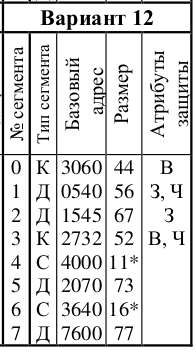 Вариант 12
№ сегмента Тип сегмента Базовый адрес Размер Атрибуты защиты
0 К 3060 44 В
1 Д 0540 56 З, Ч
2 Д 1545 67 З
3 К 2732 52 В, Ч
4 С 4000 11*
5 Д 2070 73
6 С 3640 16*
7 Д 7600 77